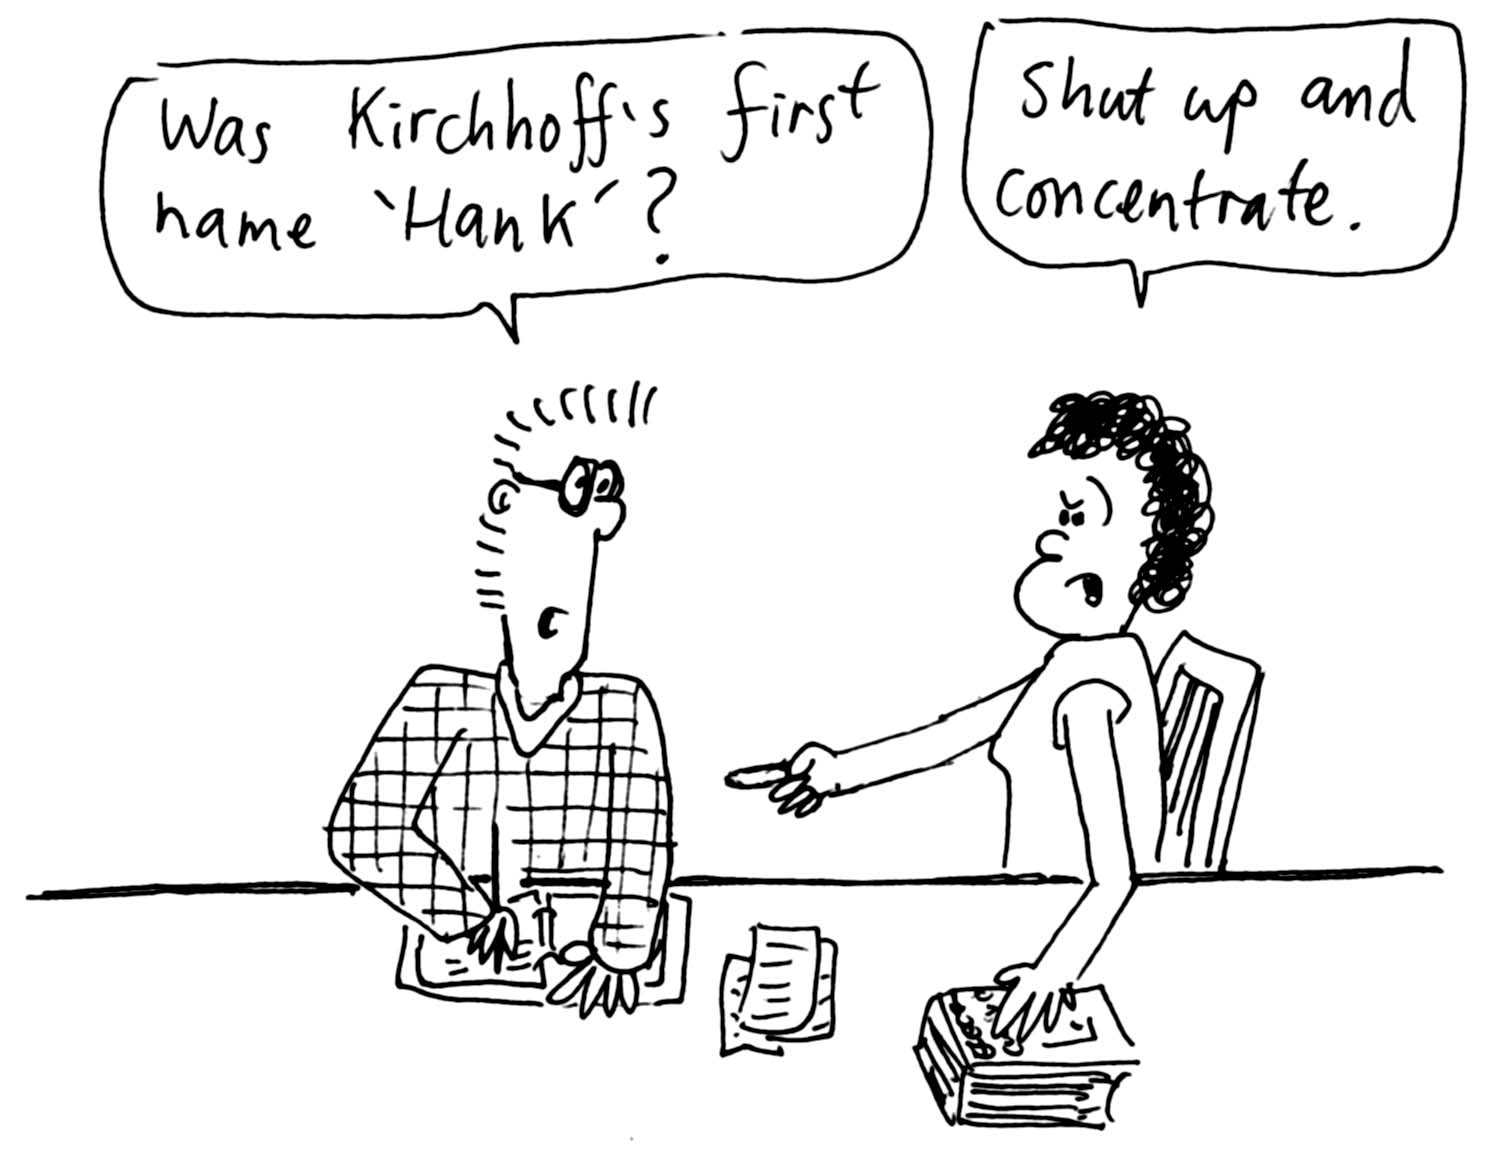 Was Kirchhoff's first
name 'Hank'?
Shut up and
concentrate.